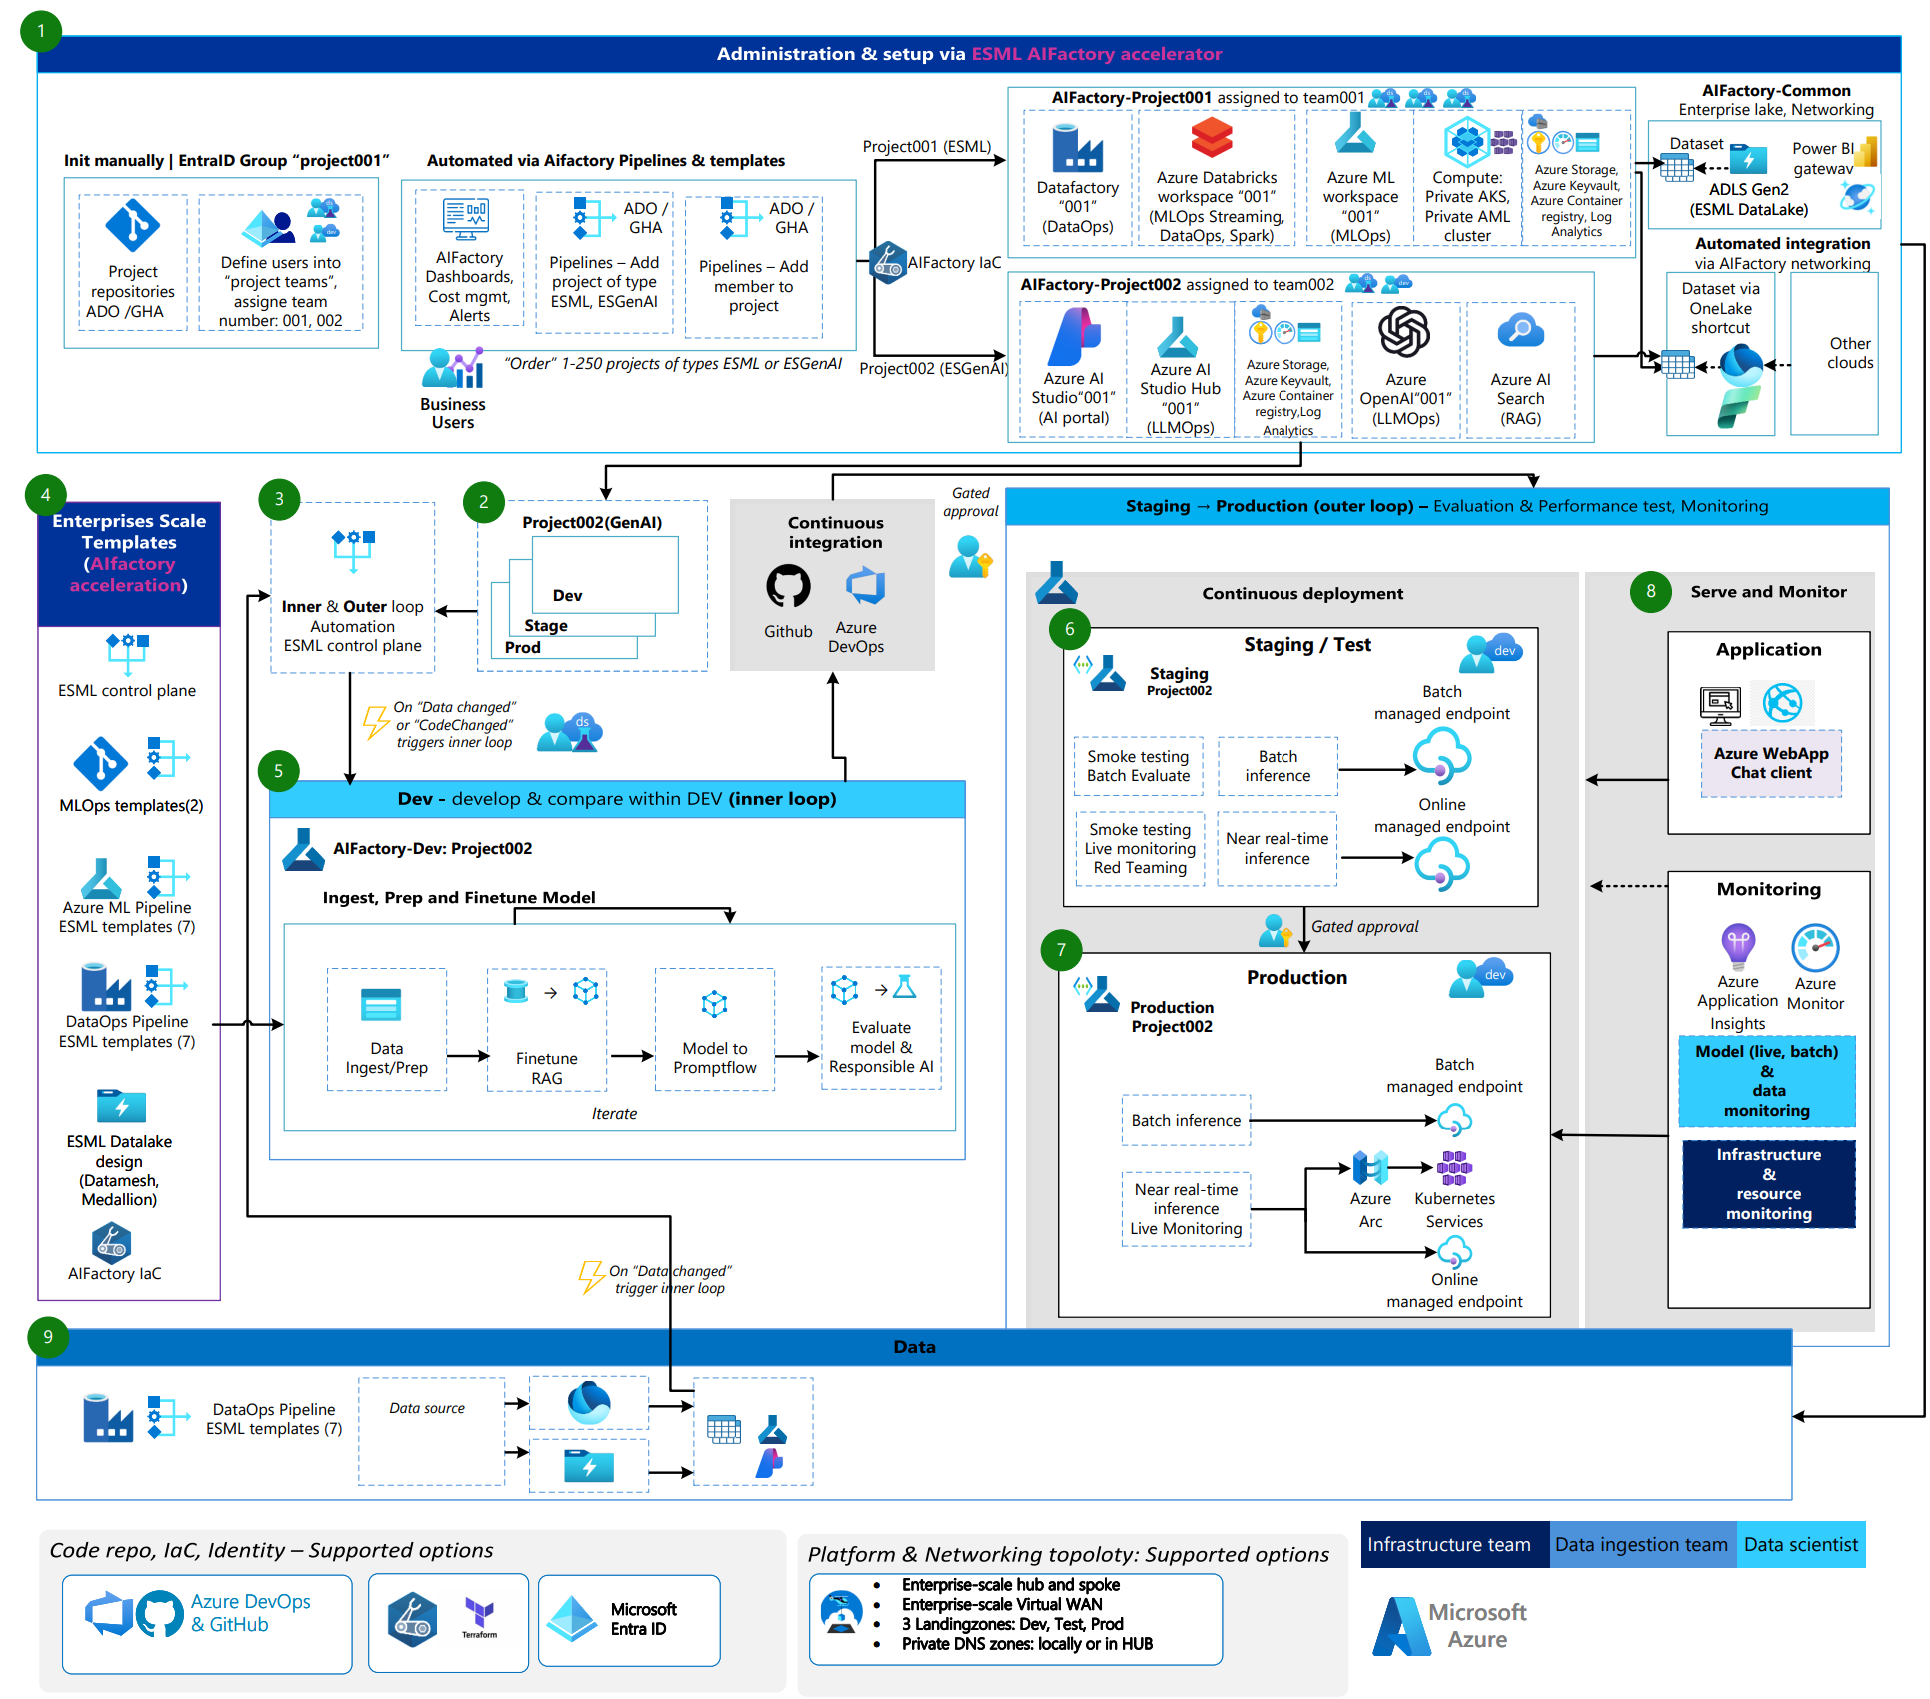 1
Administration & setup via ESML AIFactory accelerator
Init manually | EntraID Group “project001”
Project
repositories
ADO /GHA
Define users into
“project teams”,
assigne team
number: 001, 002
Automated via Aifactory Pipelines & templates
AIFactory
Dashboards,
Cost mgmt,
Alerts
ADO /
GHA
Pipelines – Add
project of type
ESML, ESGenAI
ADO /
GHA
Pipelines – Add
member to
project
“Order” 1-250 projects of types ESML or ESGenAI
Business
Users
AIFactory IaC
Project001 (ESML)
Project002 (ESGenAI)
AIFactory-Project001 assigned to team001
ds
ds
ds
ds
dev
Datafactory
“001”
(DataOps)
Azure Databricks
workspace “001”
(MLOps Streaming,
DataOps, Spark)
Azure ML
workspace
“001”
(MLOps)
Compute:
Private AKS,
Private AML
cluster
Azure Storage,
Azure Keyvault,
Azure Container
registry, Log
Analytics
AIFactory-Project002 assigned to team002
ds
dev
Azure AI
Studio“001”
(AI portal)
Azure AI
Studio Hub
“001”
(LLMOps)
Azure Storage,
Azure Keyvault,
Azure Container
registry,Log
Analytics
Azure
OpenAI“001”
(LLMOps)
Azure AI
Search
(RAG)
AIFactory-Common
Enterprise lake, Networking
Dataset
Power BI
gateway
ADLS Gen2
(ESML DataLake)
Automated integration
via AIFactory networking
Dataset via
OneLake
shortcut
Other
clouds
4
Enterprises Scale
Templates
(AIfactory
acceleration)
ESML control plane
MLOps templates(2)
Azure ML Pipeline
ESML templates (7)
DataOps Pipeline
ESML templates (7)
ESML Datalake
design
(Datamesh,
Medallion)
AIFactory IaC
3
Inner & Outer loop
Automation
ESML control plane
2
Project002(GenAI)
Dev
Stage
Prod
Continuous
integration
Github
Azure
DevOps
Gated
approval
On “Data changed”
or “CodeChanged”
triggers inner loop
ds
5
Dev - develop & compare within DEV (inner loop)
AIFactory-Dev: Project002
Ingest, Prep and Finetune Model
Data
Ingest/Prep
Finetune
RAG
Model to
Promptflow
Evaluate
model &
Responsible AI
Iterate
On “Data changed”
trigger inner loop
Staging → Production (outer loop) – Evaluation & Performance test, Monitoring
Continuous deployment
6
Staging / Test
dev
Staging
Project002
Batch
managed endpoint
Smoke testing
Batch Evaluate
Batch
inference
Online
managed endpoint
Smoke testing
Live monitoring
Red Teaming
Near real-time
inference
Gated approval
7
Production
dev
Production
Project002
Batch
managed endpoint
Batch inference
Near real-time
inference
Live Monitoring
Azure
Arc
Kubernetes
Services
Online
managed endpoint
8
Serve and Monitor
Application
Azure WebApp
Chat client
Monitoring
Azure
Application
Insights
Azure
Monitor
Model (live, batch)
&
data
monitoring
Infrastructure
&
resource
monitoring
9
Data
DataOps Pipeline
ESML templates (7)
Data source
Code repo, IaC, Identity – Supported options
Azure DevOps
& GitHub
Terraform
Microsoft
Entra ID
Platform & Networking topoloty: Supported options
• Enterprise-scale hub and spoke
• Enterprise-scale Virtual WAN
• 3 Landingzones: Dev, Test, Prod
• Private DNS zones: locally or in HUB
Infrastructure team
Data ingestion team
Data scientist
Microsoft
Azure